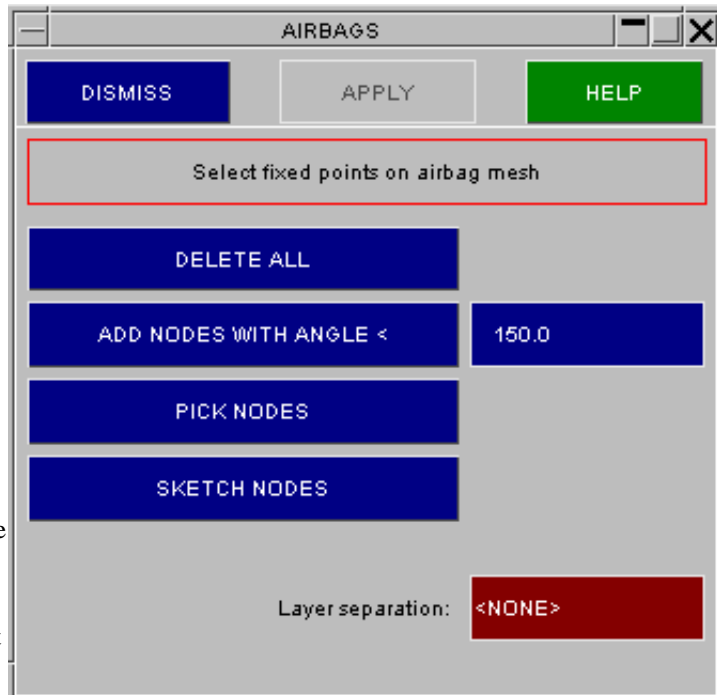 AIRBAGS
DISMISS APPLY HELP
Select fixed points on airbag mesh
DELETE ALL
ADD NODES WITH ANGLE < 150.0
PICK NODES
SKETCH NODES
e
Layer separation: <NONE>